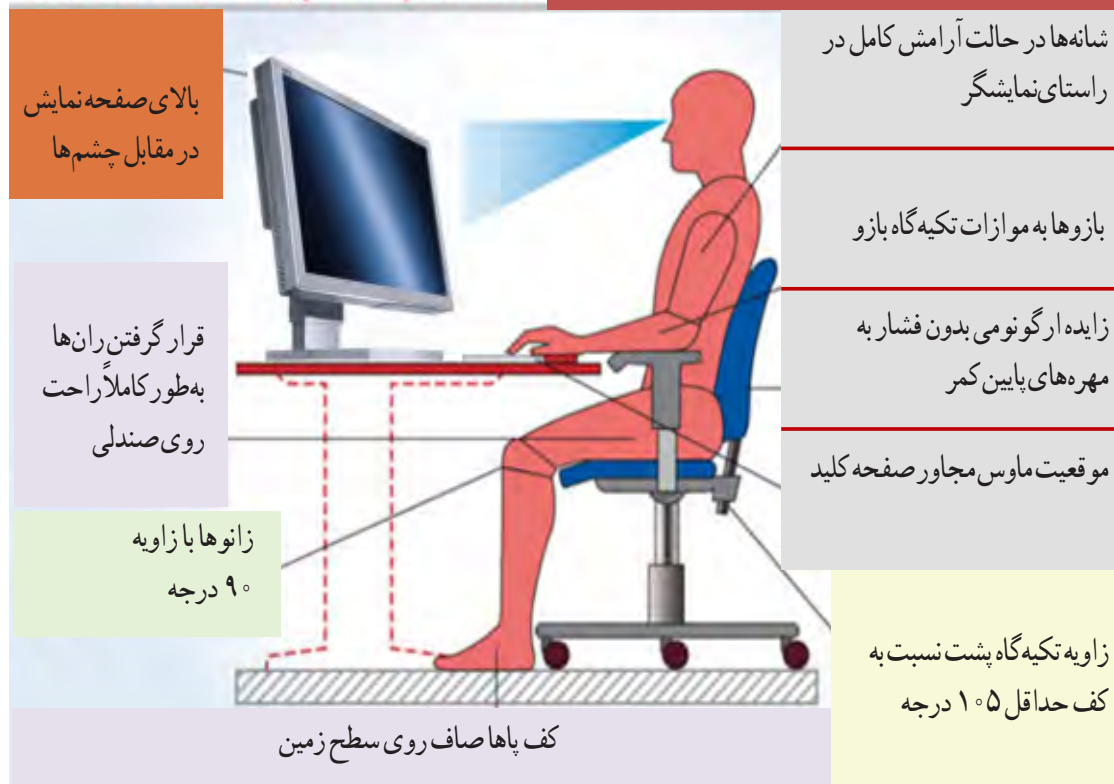 شانه‌ها در حالت آرامش کامل در
راستای نمایشگر
بازوها به موازات تکیه‌گاه بازو
زایده ارگونومی بدون فشار به
مهره‌های پایین کمر
موقعیت ماوس مجاور صفحه کلید
زاویه تکیه‌گاه پشت نسبت به
کف حداقل ۱۰۵ درجه
بالای صفحه نمایش
در مقابل چشم‌ها
قرار گرفتن ران‌ها
به‌طور کاملاً راحت
روی صندلی
زانوها با زاویه
۹۰ درجه
کف پاها صاف روی سطح زمین